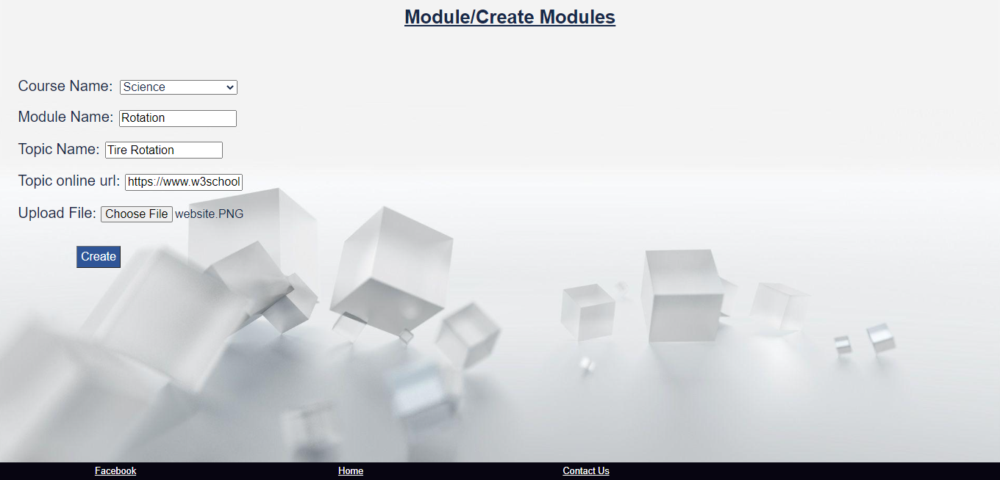 Module/Create Modules
Course Name: Science
Module Name: Rotation
Topic Name: Tire Rotation
Topic online url: https://www.w3school
Upload File: Choose File website.PNG
Create
Facebook Home Contact Us